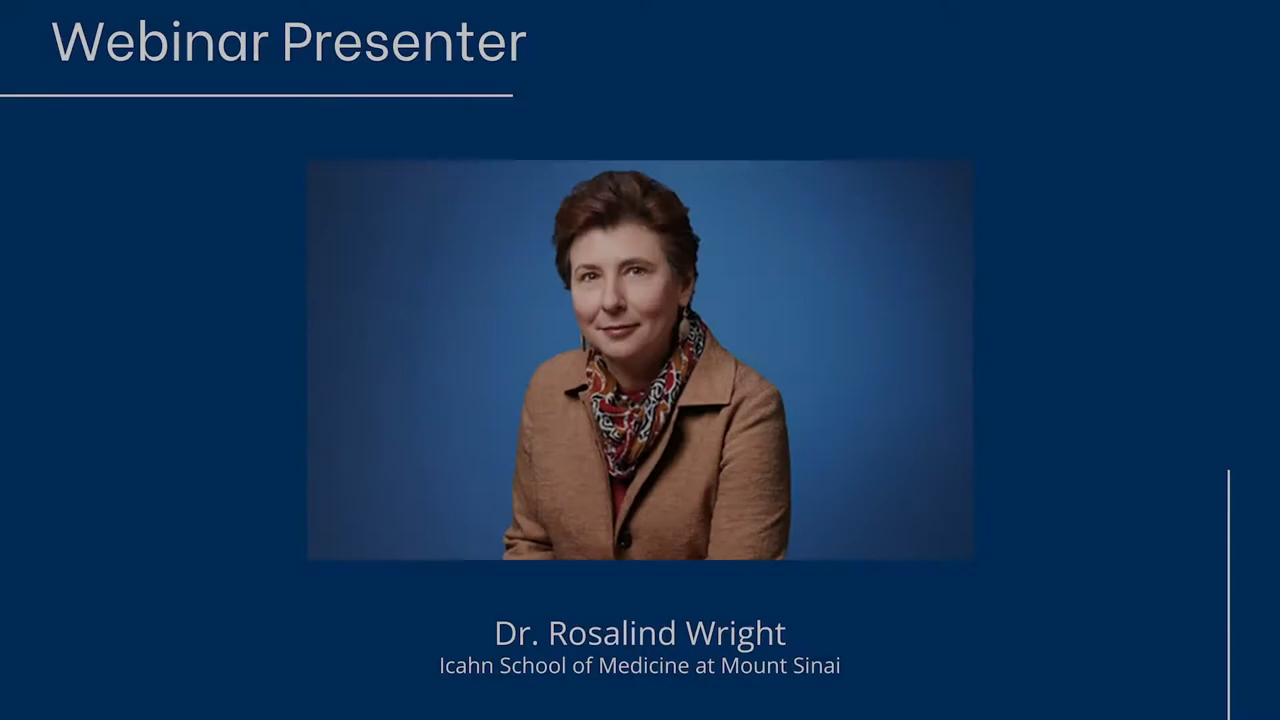 Webinar Presenter
Dr. Rosalind Wright
Icahn School of Medicine at Mount Sinai